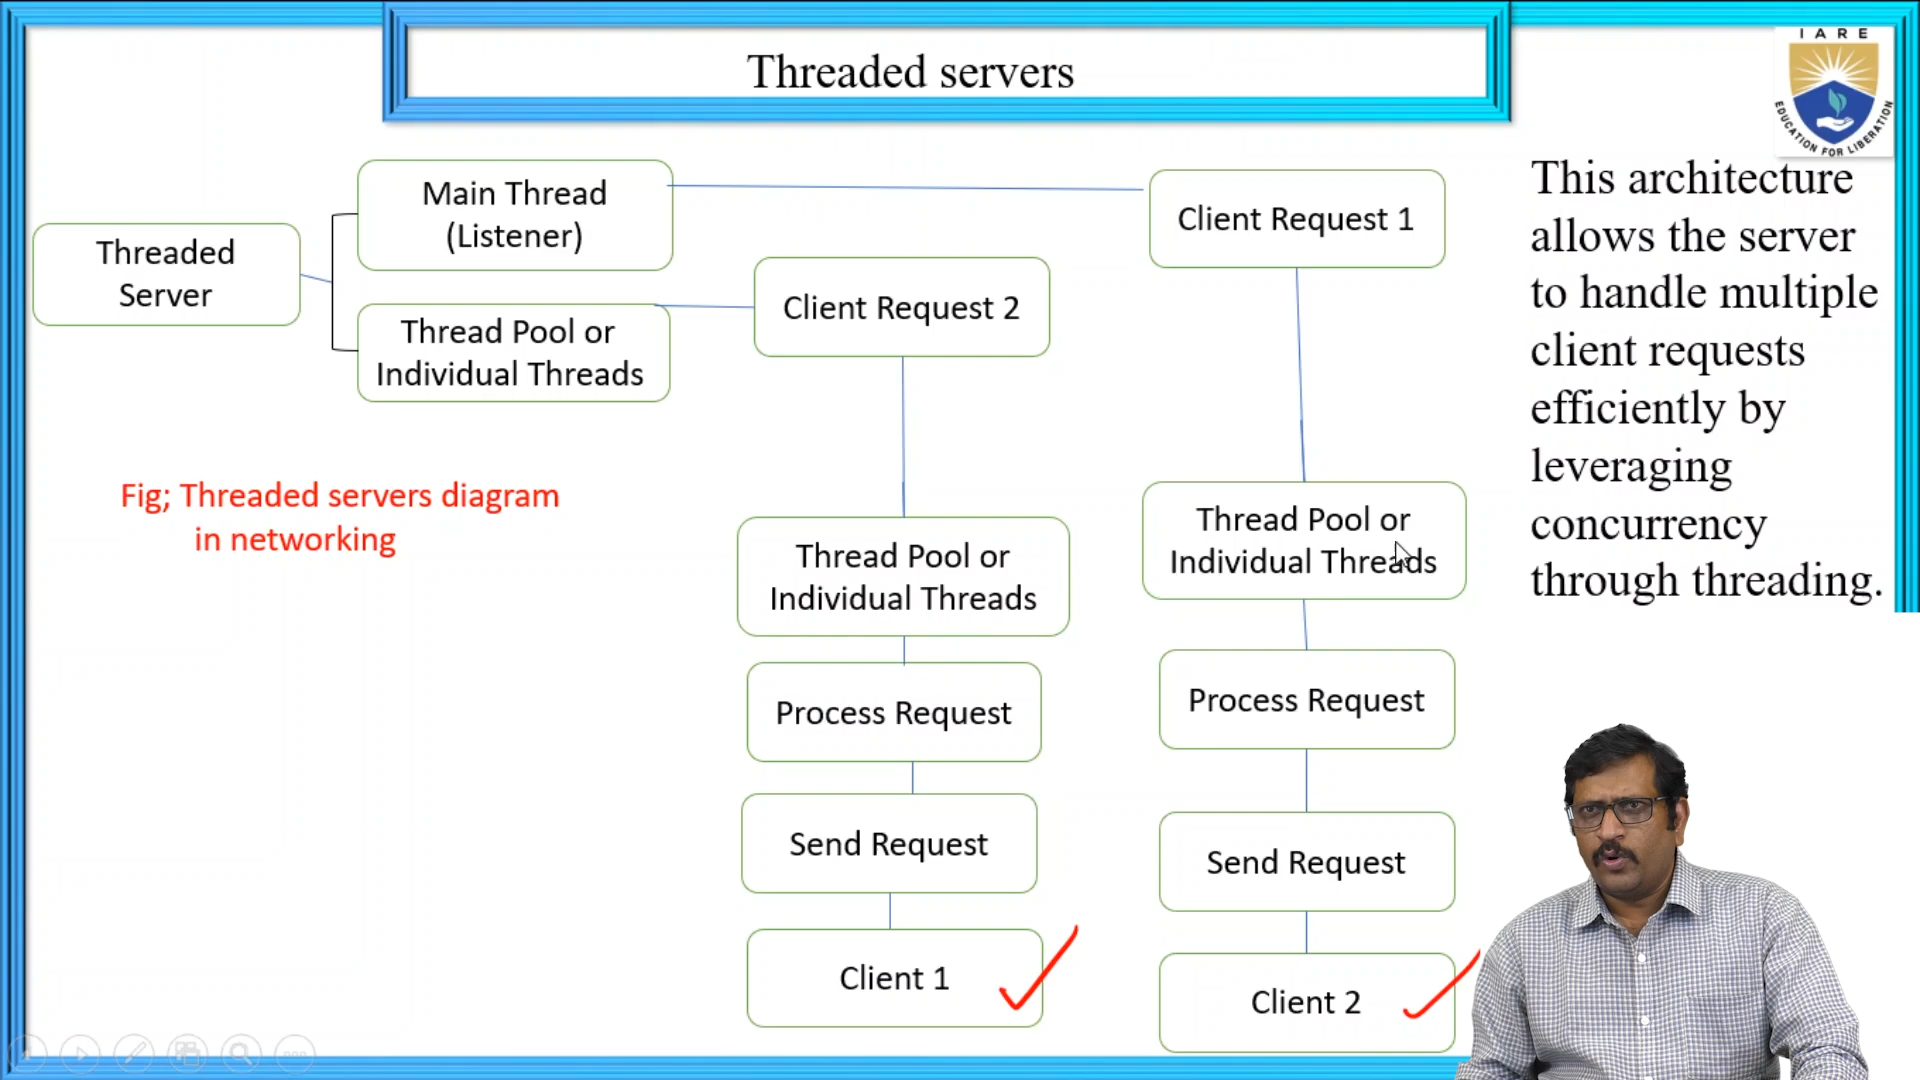 Threaded servers
I A R E
EDUCATION FOR LIBERATION
Threaded
Server
Main Thread
(Listener)
Thread Pool or
Individual Threads
Client Request 2
Client Request 1
Fig; Threaded servers diagram
in networking
Thread Pool or
Individual Threads
Process Request
Send Request
Client 1
Thread Pool or
Individual Threads
Process Request
Send Request
Client 2
This architecture
allows the server
to handle multiple
client requests
efficiently by
leveraging
concurrency
through threading.